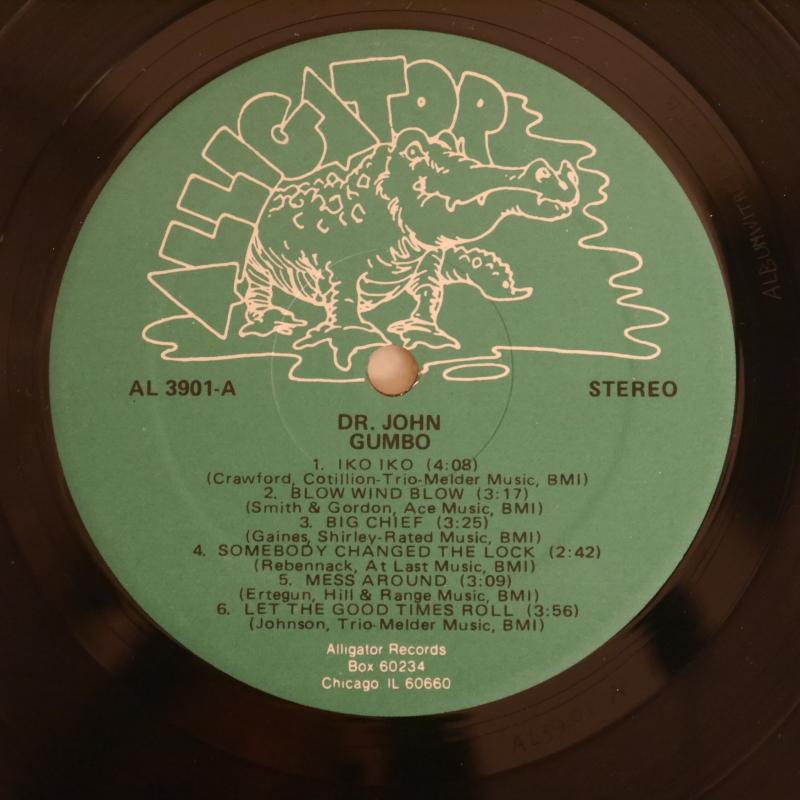 ALLIGATOR
AL 3901-A
STEREO
DR. JOHN
GUMBO
1. IKO IKO (4:08)
(Crawford, Cotillion-Trio-Melder Music, BMI)
2. BLOW WIND BLOW (3:17)
(Smith & Gordon, Ace Music, BMI)
3. BIG CHIEF (3:25)
(Gaines, Shirley-Rated Music, BMI)
4. SOMEBODY CHANGED THE LOCK (2:42)
(Rebennack, At Last Music, BMI)
5. MESS AROUND (3:09)
(Ertegun, Hill & Range Music, BMI)
6. LET THE GOOD TIMES ROLL (3:56)
(Johnson, Trio-Melder Music, BMI)
Alligator Records
Box 60234
Chicago IL 60660